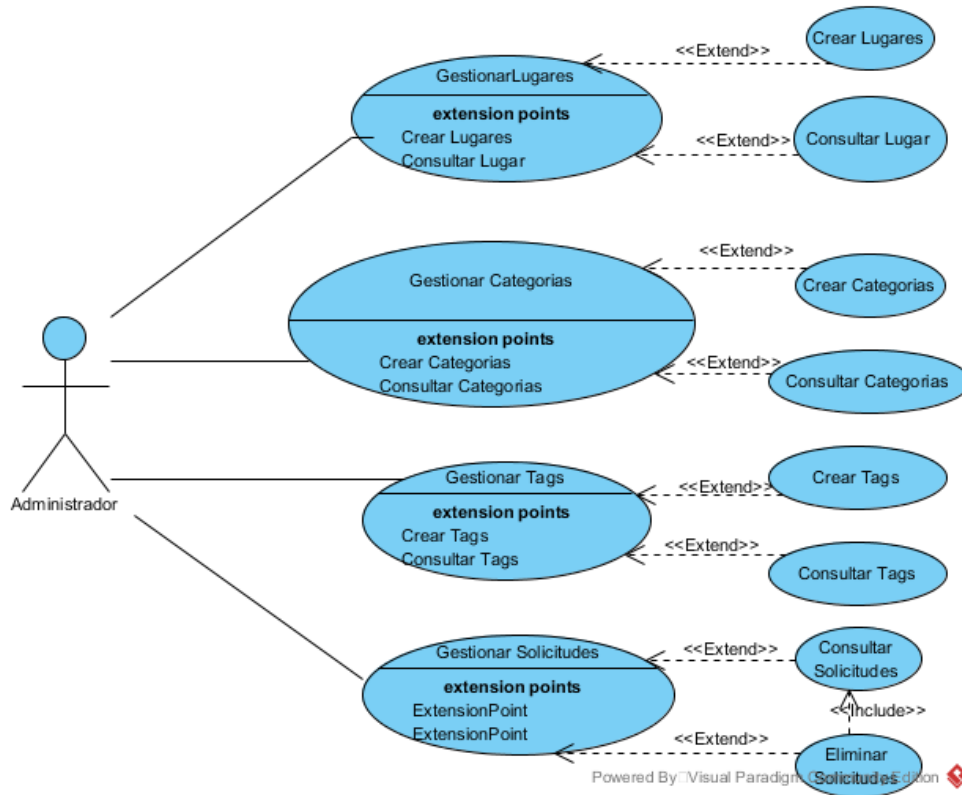 <<Extend>>
Crear Lugares
GestionarLugares
extension points
Crear Lugares
Consultar Lugar
<<Extend>>
Consultar Lugar
<<Extend>>
Crear Categorias
Gestionar Categorias
extension points
Crear Categorias
Consultar Categorias
<<Extend>>
Consultar Categorias
Administrador
Gestionar Tags
extension points
Crear Tags
Consultar Tags
<<Extend>>
Crear Tags
<<Extend>>
Consultar Tags
Gestionar Solicitudes
extension points
ExtensionPoint
ExtensionPoint
<<Extend>>
Consultar
Solicitudes
<<Include>>
<<Extend>>
Eliminar
Solicitudes
Powered By Visual Paradigm Community Edition